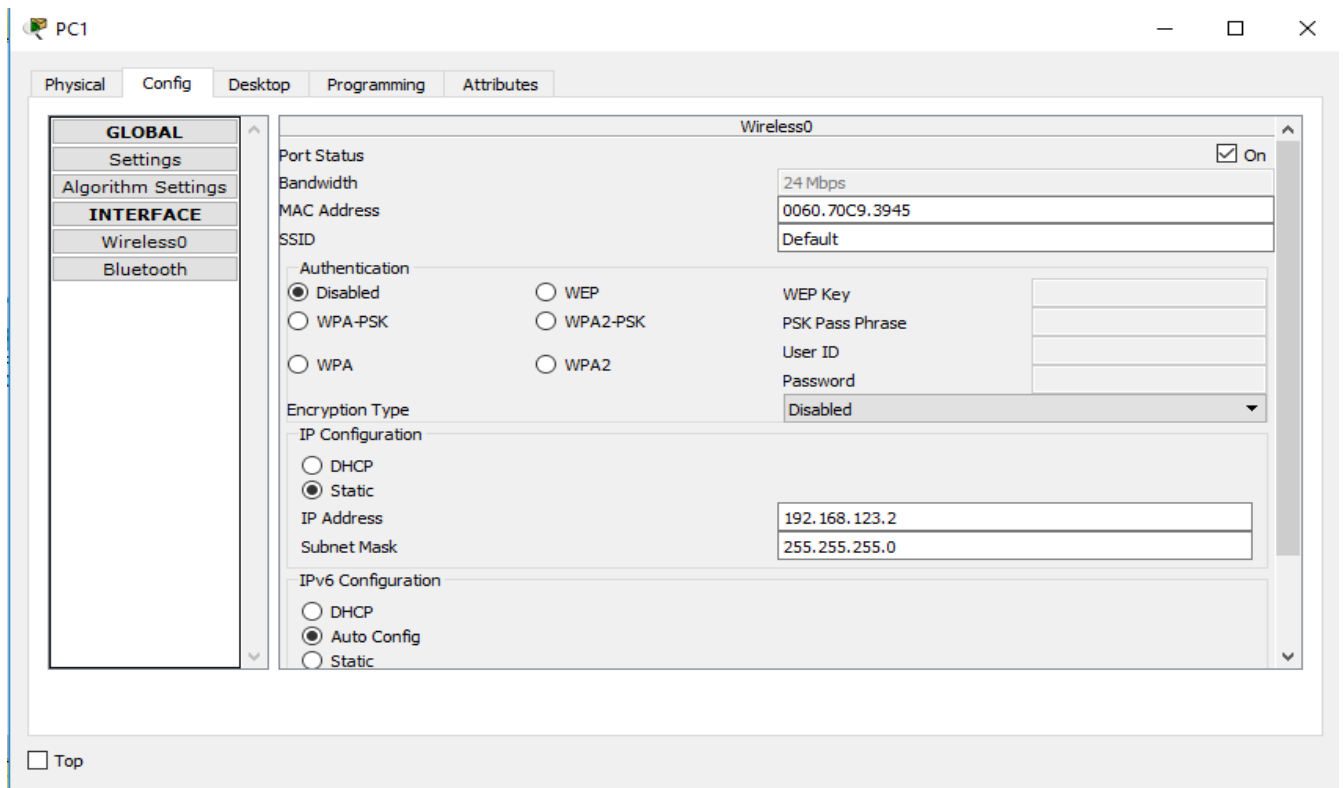 PC1
Physical Config Desktop Programming Attributes
GLOBAL
Settings
Algorithm Settings
INTERFACE
Wireless0
Bluetooth
Wireless0
Port Status On
Bandwidth 24 Mbps
MAC Address 0060.70C9.3945
SSID Default
Authentication
Disabled WEP WEP Key
WPA-PSK WPA2-PSK PSK Pass Phrase
User ID
WPA WPA2
Password
Encryption Type Disabled
IP Configuration
DHCP
Static
IP Address 192.168.123.2
Subnet Mask 255.255.255.0
IPv6 Configuration
DHCP
Auto Config
Static
Top